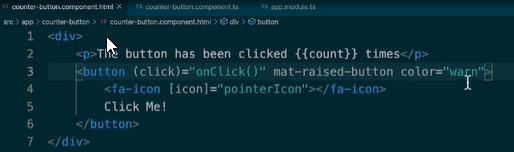 counter-button.component.html × counter-button.component.ts app.module.ts
src > app > counter-button > <> counter-button.component.html > div > button
1 <div>
2 <p>The button has been clicked {{count}} times</p>
3 <button (click)="onClick()" mat-raised-button color="warn">
4 <fa-icon [icon]="pointerIcon"></fa-icon>
5 Click Me!
6 </button>
7 </div>